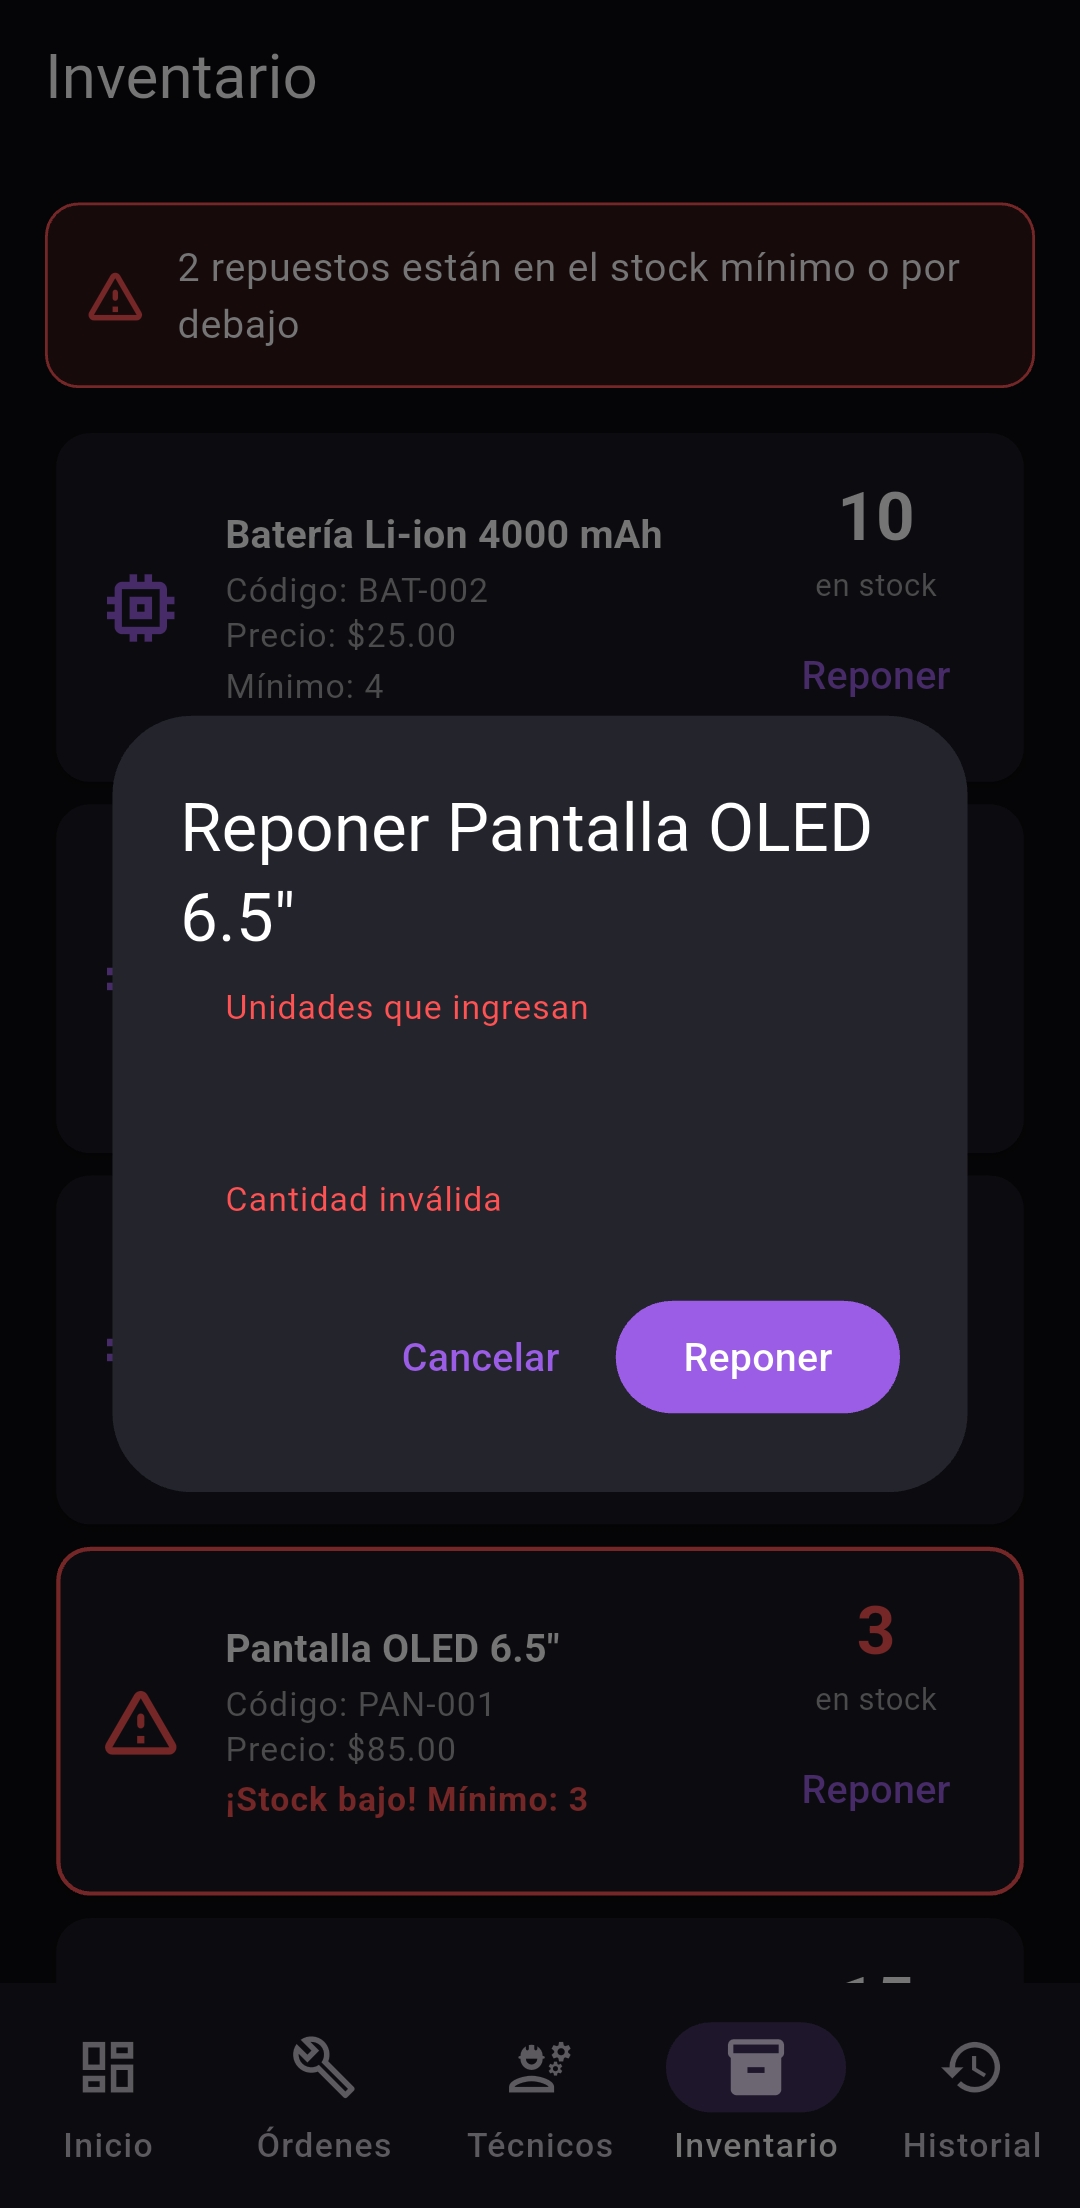 Inventario
2 repuestos están en el stock mínimo o por
debajo
Batería Li-ion 4000 mAh
Código: BAT-002
Precio: $25.00
Mínimo: 4
10
en stock
Reponer
Reponer Pantalla OLED
6.5"
Unidades que ingresan
Cantidad inválida
Cancelar
Reponer
Pantalla OLED 6.5"
Código: PAN-001
Precio: $85.00
¡Stock bajo! Mínimo: 3
3
en stock
Reponer
Inicio
Órdenes
Técnicos
Inventario
Historial